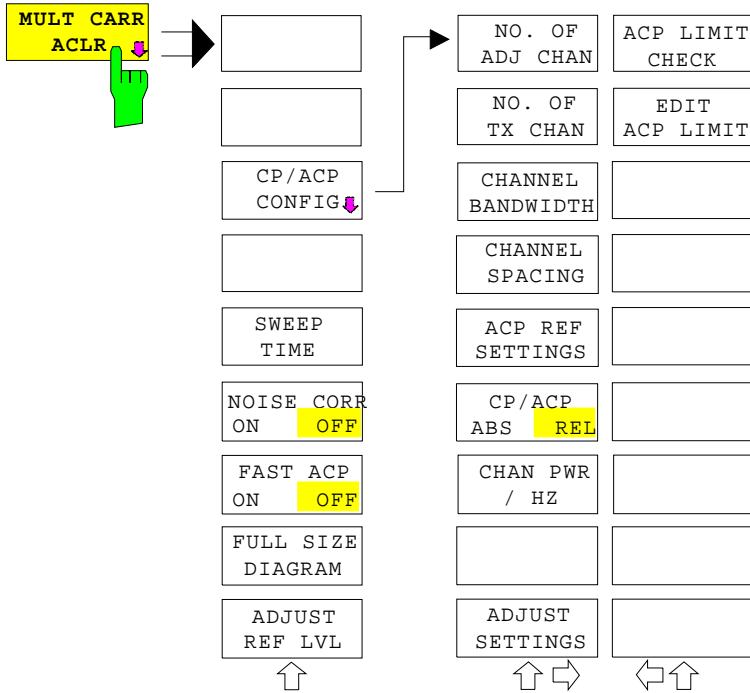 MULT CARR
ACLR
CP/ACP
CONFIG
SWEEP
TIME
NOISE CORR
ON OFF
FAST ACP
ON OFF
FULL SIZE
DIAGRAM
ADJUST
REF LVL
NO. OF
ADJ CHAN
NO. OF
TX CHAN
CHANNEL
BANDWIDTH
CHANNEL
SPACING
ACP REF
SETTINGS
CP/ACP
ABS REL
CHAN PWR
/ HZ
ADJUST
SETTINGS
ACP LIMIT
CHECK
EDIT
ACP LIMIT